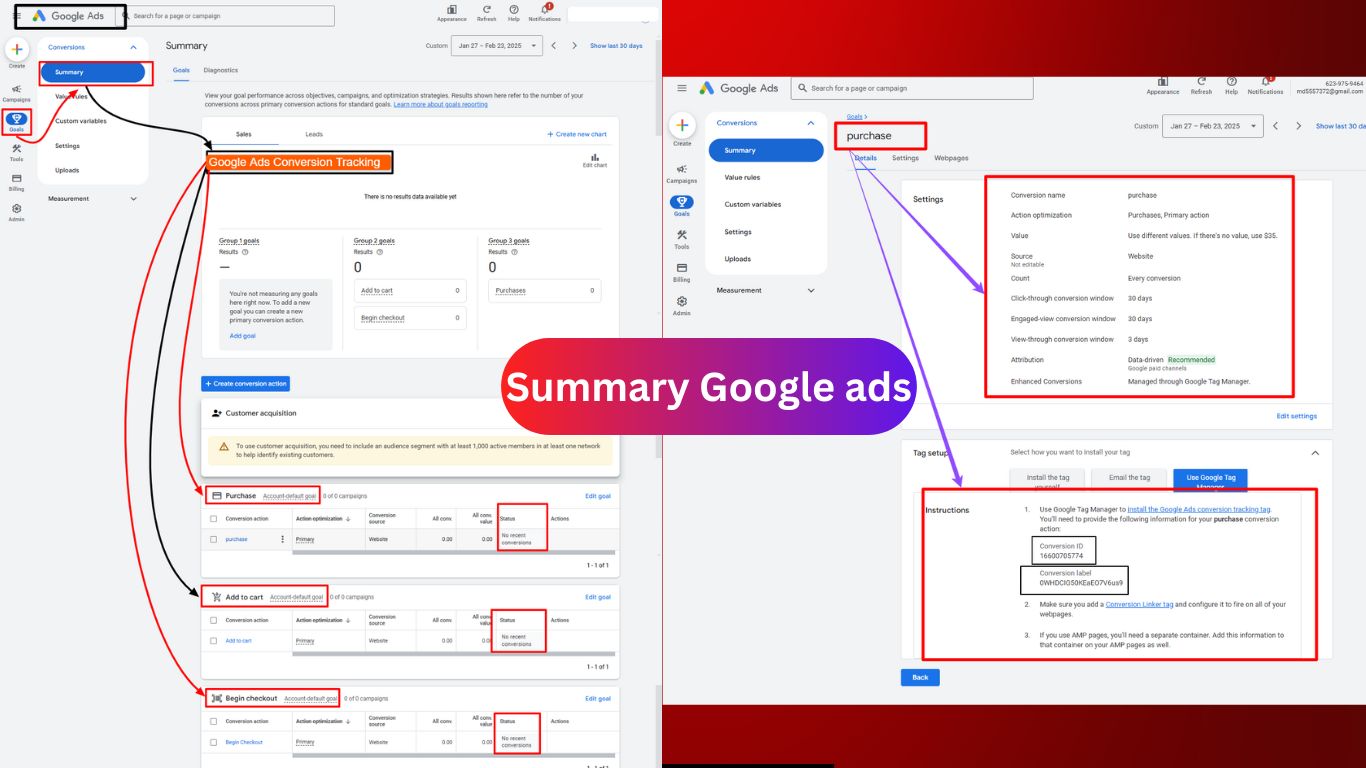 Google Ads
Search for a page or campaign
Appearance
Refresh
Help
Notifications
Create
Campaigns
Goals
Tools
Billing
Admin
Conversions
Summary
Value rules
Custom variables
Settings
Uploads
Measurement
Summary
Custom
Jan 27 – Feb 23, 2025
Show last 30 days
Goals
Diagnostics
View your goal performance across objectives, campaigns, and optimization strategies. Results shown here refer to the number of your
conversions across primary conversion actions for standard goals. Learn more about goals reporting
Sales
Leads
+ Create new chart
Google Ads Conversion Tracking
Edit chart
There is no results data available yet
Group 1 goals
Results
—
You're not measuring any goals
here right now. To add a new
goal you can create a new
primary conversion action.
Add goal
Group 2 goals
Results
0
Add to cart 0
Begin checkout 0
Group 3 goals
Results
0
Purchases 0
+ Create conversion action
Customer acquisition
To use customer acquisition, you need to include an audience segment with at least 1,000 active members in at least one network
to help identify existing customers.
Purchase Account-default goal 0 of 0 campaigns Edit goal
Conversion action Action optimization Conversion source All conv. All conv. value Status Actions
purchase Primary Website 0.00 0.00 No recent conversions
1 - 1 of 1
Add to cart Account-default goal 0 of 0 campaigns Edit goal
Conversion action Action optimization Conversion source All conv. All conv. value Status Actions
Add to cart Primary Website 0.00 0.00 No recent conversions
1 - 1 of 1
Begin checkout Account-default goal 0 of 0 campaigns Edit goal
Conversion action Action optimization Conversion source All conv. All conv. value Status Actions
Begin Checkout Primary Website 0.00 0.00 No recent conversions
1 - 1 of 1
Summary Google ads
Google Ads
Search for a page or campaign
Appearance
Refresh
Help
Notifications
623-975-9464
md5557372@gmail.com
Create
Campaigns
Goals
Tools
Billing
Admin
Conversions
Summary
Value rules
Custom variables
Settings
Uploads
Measurement
Goals
purchase
Custom
Jan 27 – Feb 23, 2025
Show last 30 da
Details
Settings
Webpages
Settings
Conversion name purchase
Action optimization Purchases, Primary action
Value Use different values. If there's no value, use $35.
Source Website
Not editable
Count Every conversion
Click-through conversion window 30 days
Engaged-view conversion window 30 days
View-through conversion window 3 days
Attribution Data-driven Recommended
Google paid channels
Enhanced Conversions Managed through Google Tag Manager.
Edit settings
Tag setup
Select how you want to install your tag
Install the tag
yourself
Email the tag
Use Google Tag
Manager
Instructions
1. Use Google Tag Manager to install the Google Ads conversion tracking tag.
You'll need to provide the following information for your purchase conversion
action:
Conversion ID
16600705774
Conversion label
0WHDCIG50KEaEO7V6us9
2. Make sure you add a Conversion Linker tag and configure it to fire on all of your
webpages.
3. If you use AMP pages, you'll need a separate container. Add this information to
that container on your AMP pages as well.
Back